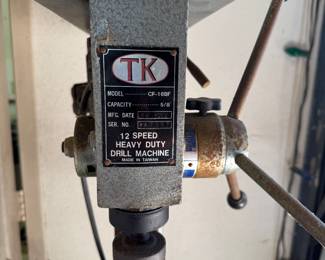 TK
MODEL CF-16BF
CAPACITY 5/8"
MFG. DATE
SER. NO.
12 SPEED
HEAVY DUTY
DRILL MACHINE
MADE IN TAIWAN